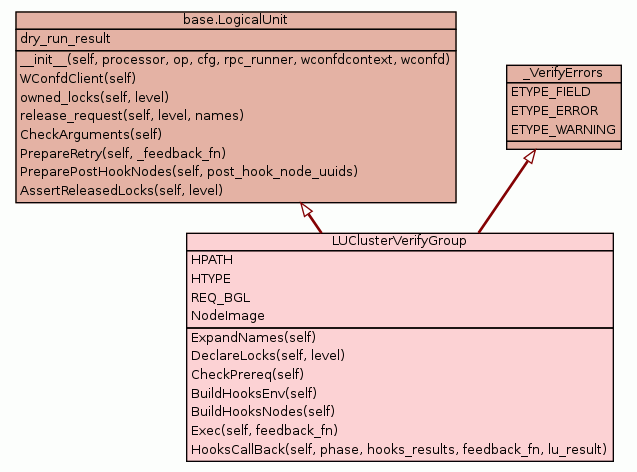 base.LogicalUnit
dry_run_result
__init__(self, processor, op, cfg, rpc_runner, wconfdcontext, wconfd)
WConfdClient(self)
owned_locks(self, level)
release_request(self, level, names)
CheckArguments(self)
PrepareRetry(self, _feedback_fn)
PreparePostHookNodes(self, post_hook_node_uuids)
AssertReleasedLocks(self, level)
_VerifyErrors
ETYPE_FIELD
ETYPE_ERROR
ETYPE_WARNING
LUClusterVerifyGroup
HPATH
HTYPE
REQ_BGL
NodeImage
ExpandNames(self)
DeclareLocks(self, level)
CheckPrereq(self)
BuildHooksEnv(self)
BuildHooksNodes(self)
Exec(self, feedback_fn)
HooksCallBack(self, phase, hooks_results, feedback_fn, lu_result)